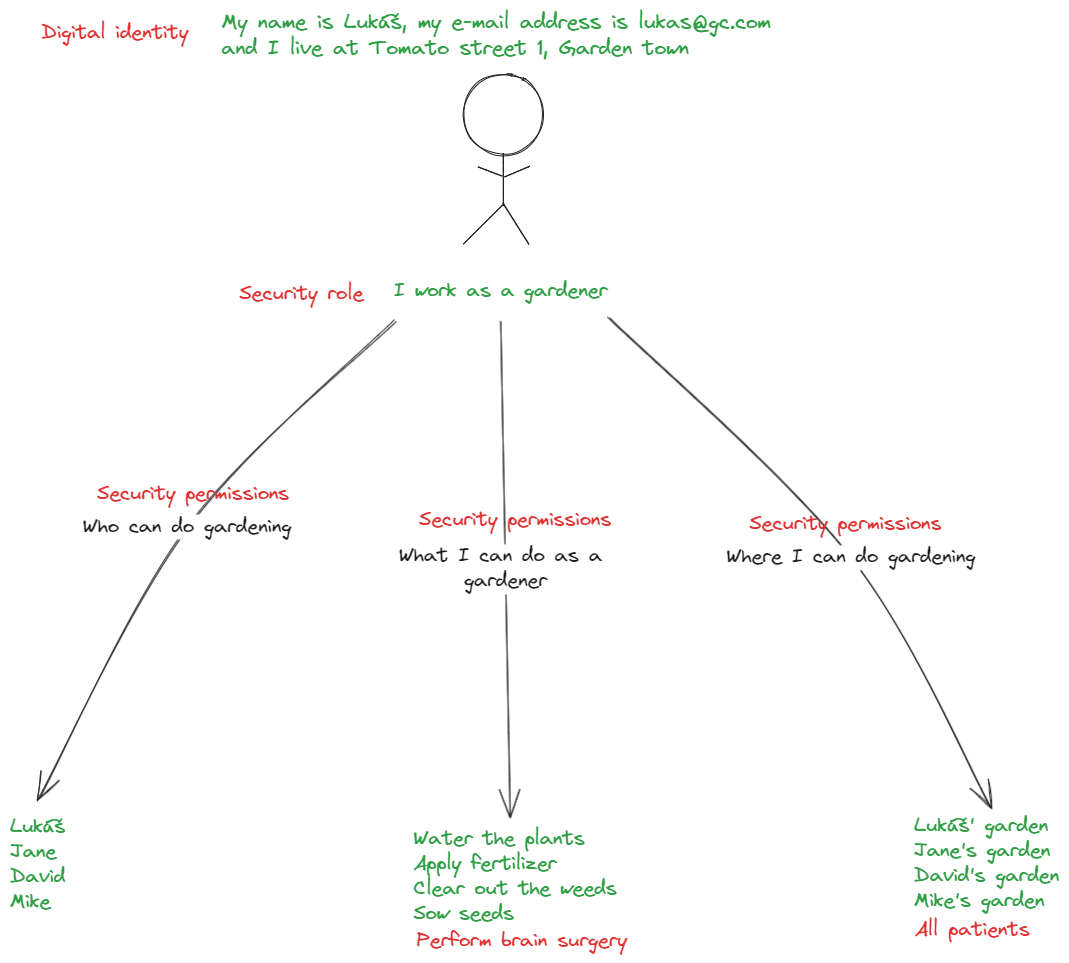 Digital identity
My name is Lukáš, my e-mail address is lukas@gc.com
and I live at Tomato street 1, Garden town
Security role
I work as a gardener
Security permissions
Who can do gardening
Security permissions
What I can do as a
gardener
Security permissions
Where I can do gardening
Lukáš
Jane
David
Mike
Water the plants
Apply fertilizer
Clear out the weeds
Sow seeds
Perform brain surgery
Lukáš' garden
Jane's garden
David's garden
Mike's garden
All patients